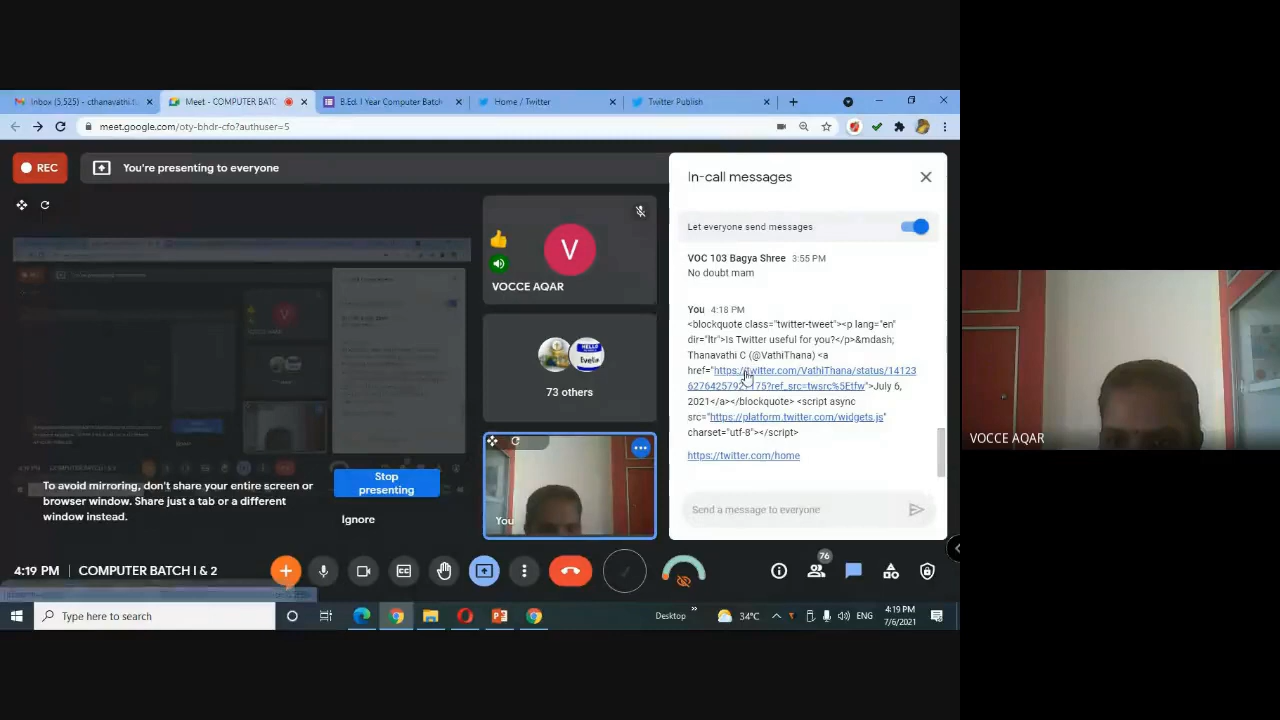 Inbox (5,525) - cthanavathi.t
Meet - COMPUTER BATC
B.Ed. I Year Computer Batch
Home / Twitter
Twitter Publish
meet.google.com/oty-bhdr-cfo?authuser=5
REC
You're presenting to everyone
V
VOCCE AQAR
73 others
You
To avoid mirroring, don't share your entire screen or
browser window. Share just a tab or a different
window instead.
Stop
presenting
Ignore
In-call messages
Let everyone send messages
VOC 103 Bagya Shree 3:55 PM
No doubt mam
You 4:18 PM
<blockquote class="twitter-tweet"><p lang="en"
dir="ltr">Is Twitter useful for you?</p>&mdash;
Thanavathi C (@VathiThana) <a
href="https://twitter.com/VathiThana/status/14123
175?ref_src=twsrc%5Etfw">July 6,
2021</a></blockquote> <script async
src="https://platform.twitter.com/widgets.js"
charset="utf-8"></script>
https://twitter.com/home
Send a message to everyone
VOCCE AQAR
4:19 PM | COMPUTER BATCH I & 2
76
Type here to search
Desktop
34°C
ENG
4:19 PM
7/6/2021